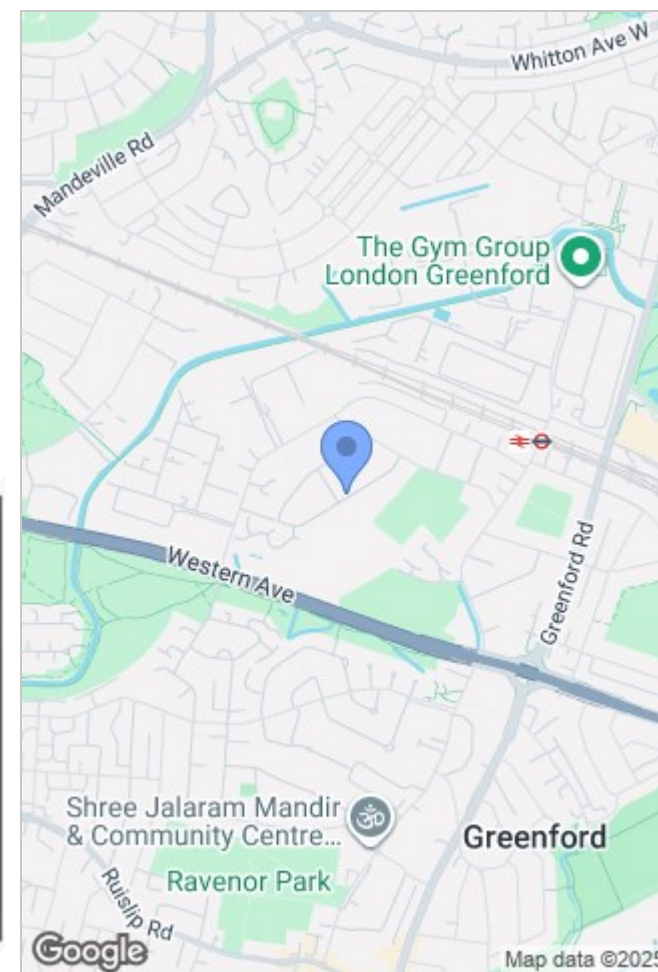 Whitton Ave W
Mandeville Rd
The Gym Group
London Greenford
Western Ave
Greenford Rd
Shree Jalaram Mandir
& Community Centre...
Greenford
Ravenor Park
Ruislip Rd
Google
Map data ©2025